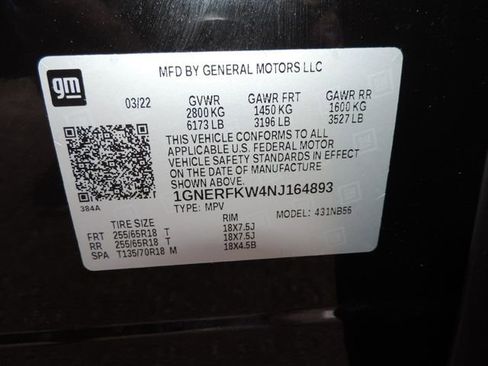 gm
MFD BY GENERAL MOTORS LLC
03/22 GVWR GAWR FRT GAWR RR
2800 KG 1450 KG 1600 KG
6173 LB 3196 LB 3527 LB
THIS VEHICLE CONFORMS TO ALL
APPLICABLE U.S. FEDERAL MOTOR
VEHICLE SAFETY STANDARDS IN EFFECT
ON THE DATE OF MANUFACTURE
SHOWN ABOVE.
384A
1GNERFKW4NJ164893
TYPE: MPV MODEL: 431NB56
TIRE SIZE RIM
FRT 255/65R18 T 18X7.5J
RR 255/65R18 T 18X7.5J
SPA T135/70R18 M 18X4.5B